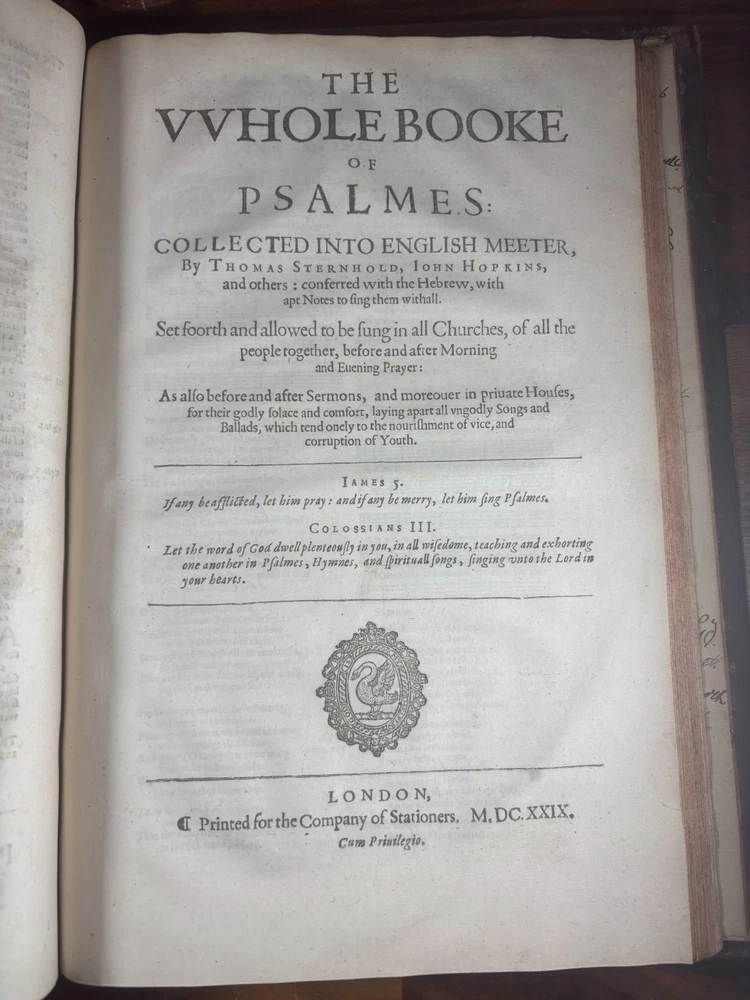 THE
VVHOLE BOOKE
OF
PSALMES:
COLLECTED INTO ENGLISH MEETER,
By THOMAS STERNHOLD, IOHN HOPKINS,
and others : conferred with the Hebrew, with
apt Notes to ſing them withall.
Set foorth and allowed to be ſung in all Churches, of all the
people together, before and after Morning
and Euening Prayer:
As alſo before and after Sermons, and moreouer in priuate Houſes,
for their godly ſolace and comfort, laying apart all vngodly Songs and
Ballads, which tend onely to the nouriſhment of vice, and
corruption of Youth.
IAMES 5.
If any be afflicted, let him pray : and if any be merry, let him ſing Pſalmes.
COLOSSIANS III.
Let the word of God dwell plenteouſly in you, in all wiſedome, teaching and exhorting
one another in Pſalmes, Hymnes, and ſpirituall ſongs, ſinging vnto the Lord in
your hearts.
LONDON,
¶ Printed for the Company of Stationers. M. DC. XXIX.
Cum Priuilegio.